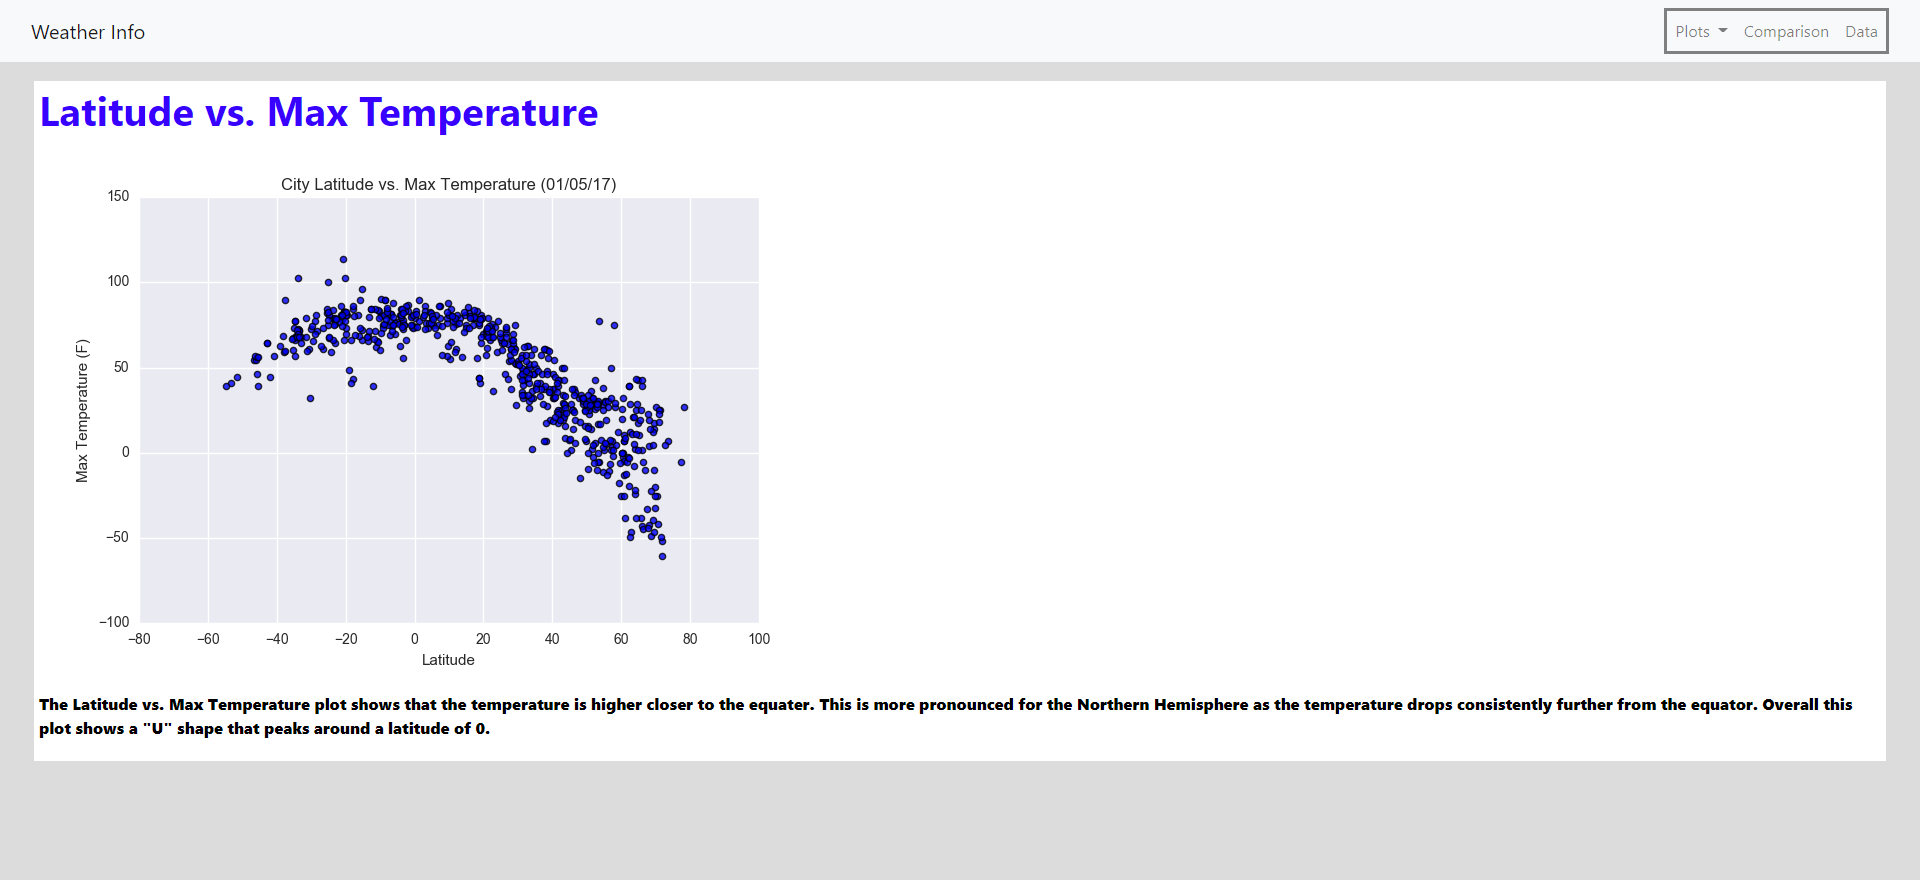 Weather Info
Plots Comparison Data
Latitude vs. Max Temperature
City Latitude vs. Max Temperature (01/05/17)
150
100
50
0
−50
−100
Max Temperature (F)
−80 −60 −40 −20 0 20 40 60 80 100
Latitude
The Latitude vs. Max Temperature plot shows that the temperature is higher closer to the equater. This is more pronounced for the Northern Hemisphere as the temperature drops consistently further from the equator. Overall this
plot shows a "U" shape that peaks around a latitude of 0.